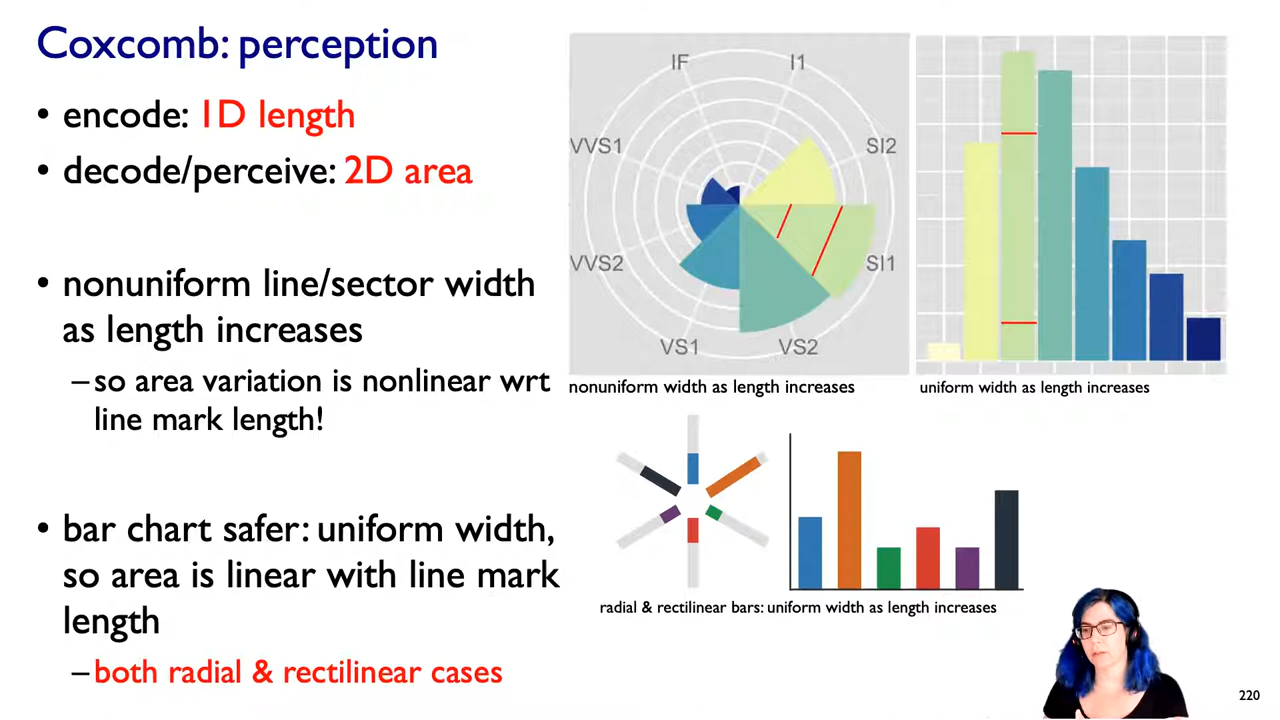 Coxcomb: perception
• encode: 1D length
• decode/perceive: 2D area
• nonuniform line/sector width
as length increases
–so area variation is nonlinear wrt
line mark length!
• bar chart safer: uniform width,
so area is linear with line mark
length
–both radial & rectilinear cases
IF
I1
VVS1
SI2
VVS2
SI1
VS1
VS2
nonuniform width as length increases
uniform width as length increases
radial & rectilinear bars: uniform width as length increases
220